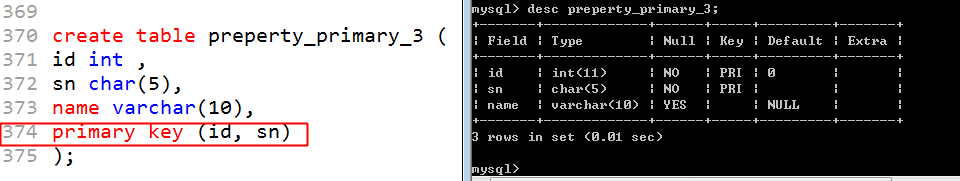 369
370 create table preperty_primary_3 (
371 id int ,
372 sn char(5),
373 name varchar(10),
374 primary key (id, sn)
375 );
mysql> desc preperty_primary_3;
+-------+-------------+------+-----+---------+-------+
| Field | Type | Null | Key | Default | Extra |
+-------+-------------+------+-----+---------+-------+
| id | int(11) | NO | PRI | 0 | |
| sn | char(5) | NO | PRI | | |
| name | varchar(10) | YES | | NULL | |
+-------+-------------+------+-----+---------+-------+
3 rows in set (0.01 sec)
mysql>